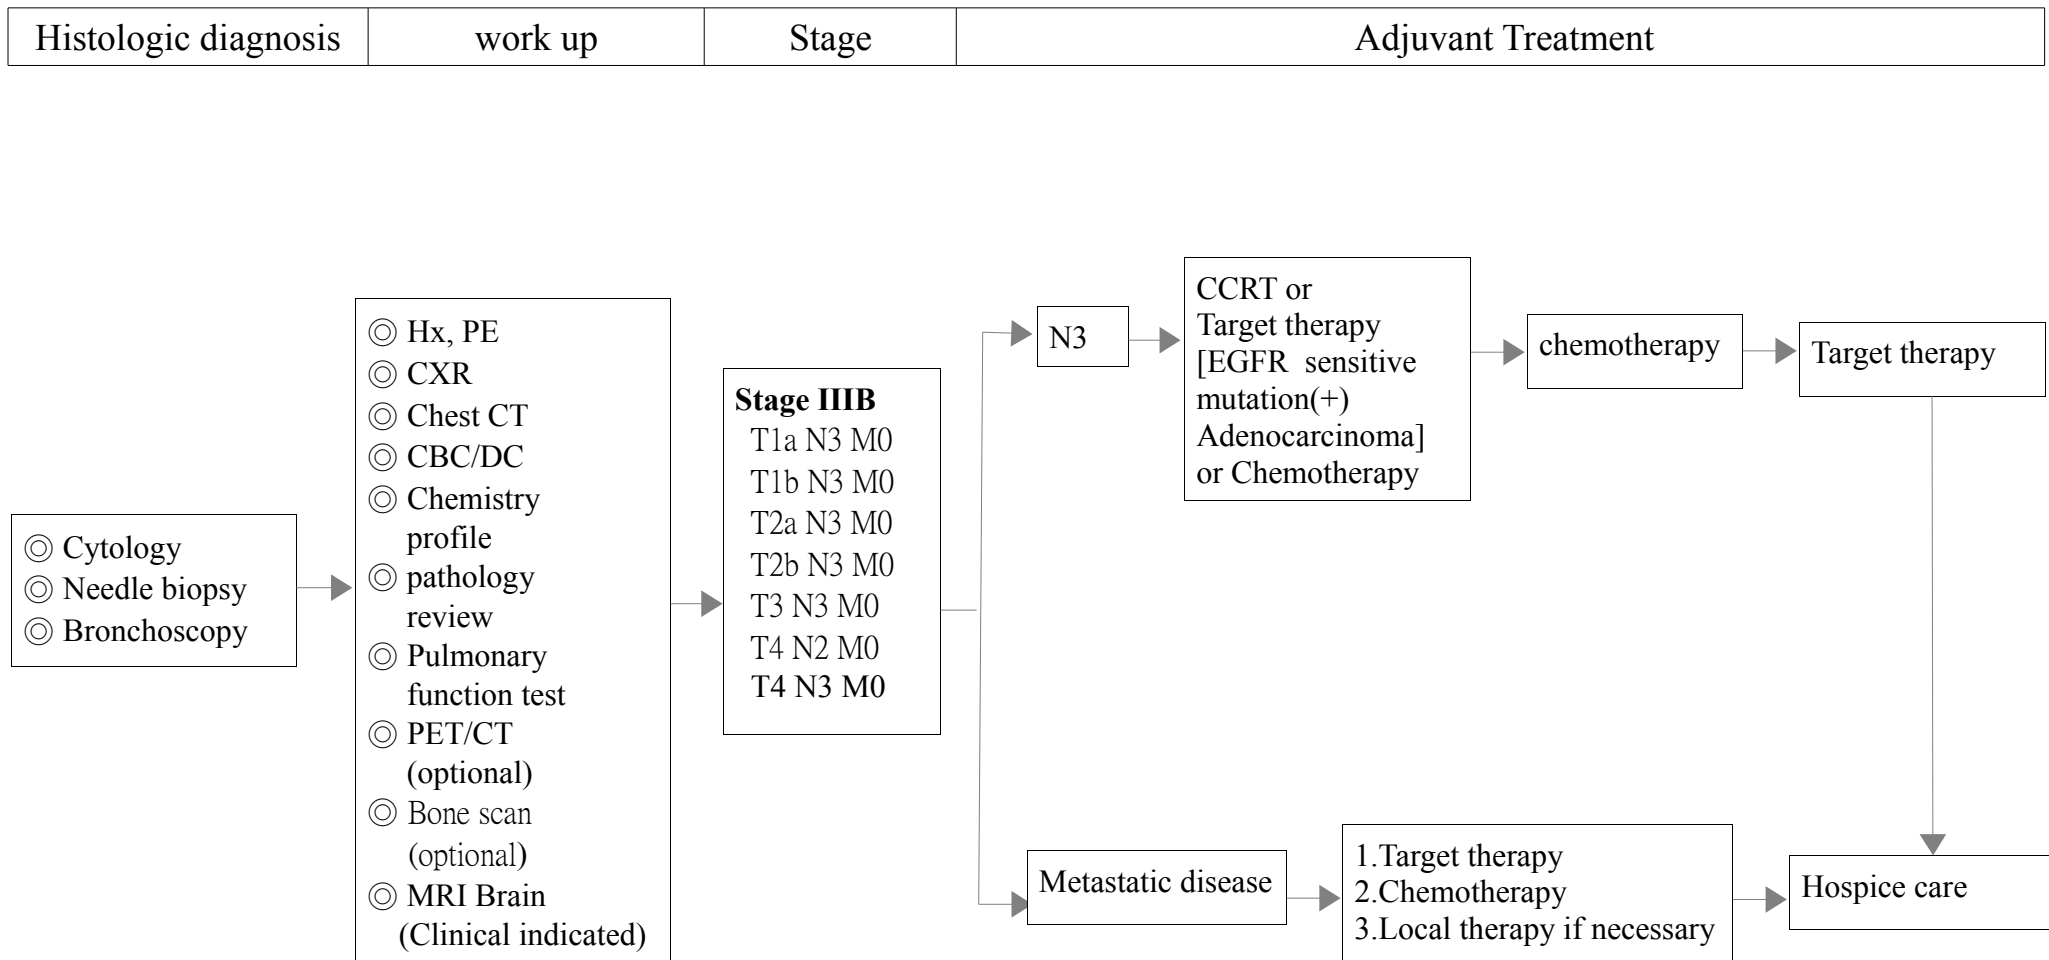 Histologic diagnosis
work up
Stage
Adjuvant Treatment
◎ Cytology
◎ Needle biopsy
◎ Bronchoscopy
◎ Hx, PE
◎ CXR
◎ Chest CT
◎ CBC/DC
◎ Chemistry
profile
◎ pathology
review
◎ Pulmonary
function test
◎ PET/CT
(optional)
◎ Bone scan
(optional)
◎ MRI Brain
(Clinical indicated)
Stage IIIB
T1a N3 M0
T1b N3 M0
T2a N3 M0
T2b N3 M0
T3 N3 M0
T4 N2 M0
T4 N3 M0
N3
CCRT or
Target therapy
[EGFR sensitive
mutation(+)
Adenocarcinoma]
or Chemotherapy
chemotherapy
Target therapy
Metastatic disease
1.Target therapy
2.Chemotherapy
3.Local therapy if necessary
Hospice care